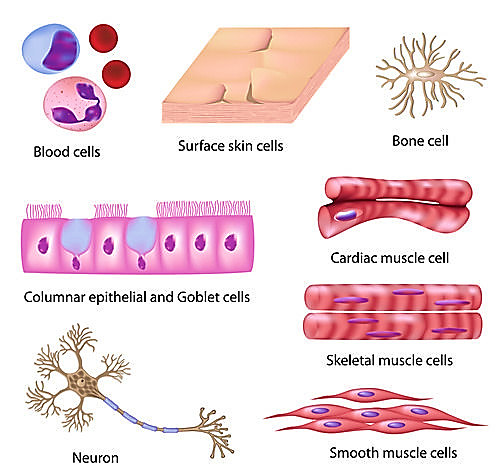 Blood cells
Surface skin cells
Bone cell
Columnar epithelial and Goblet cells
Cardiac muscle cell
Skeletal muscle cells
Neuron
Smooth muscle cells